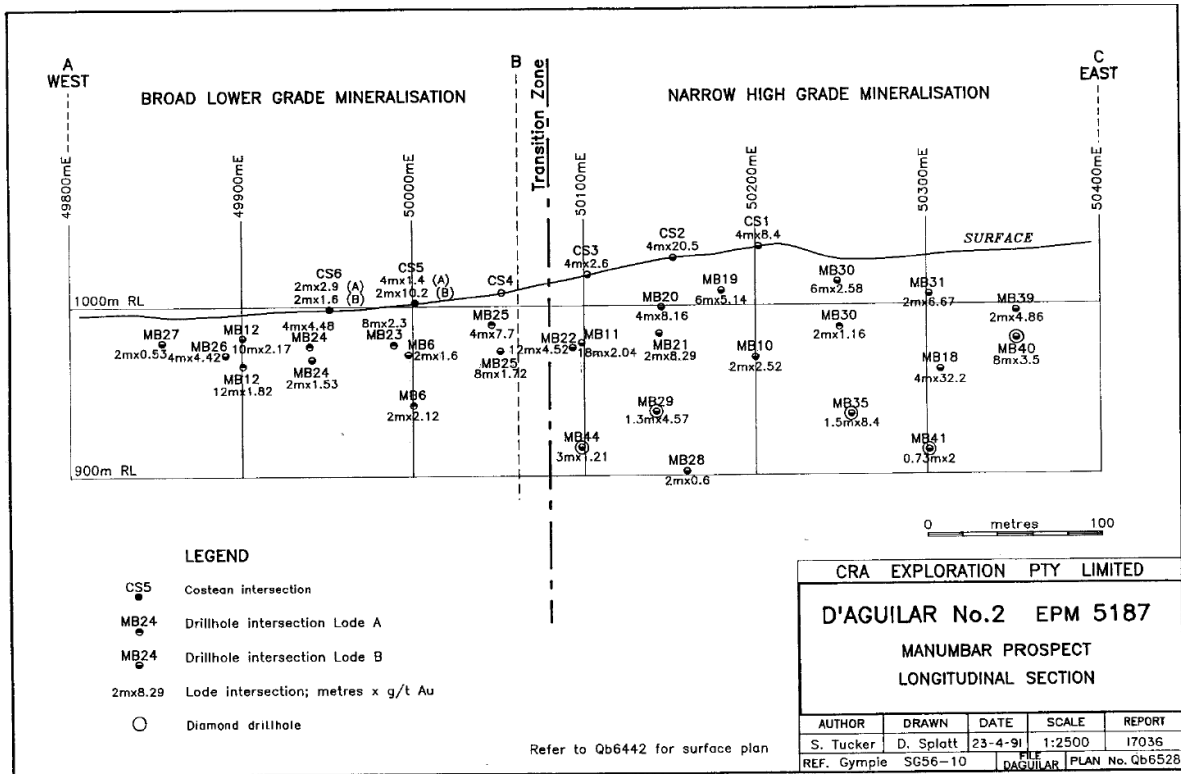 A
WEST
B
C
EAST
BROAD LOWER GRADE MINERALISATION
Transition Zone
NARROW HIGH GRADE MINERALISATION
49800mE
49900mE
50000mE
50100mE
50200mE
50300mE
50400mE
SURFACE
CS6
2mx2.9 (A)
2mx1.6 (B)
CS5
4mx1.4 (A)
2mx10.2 (B)
CS4
CS3
4mx2.6
CS2
4mx20.5
CS1
4mx8.4
1000m RL
900m RL
MB27
2mx0.53
MB26
4mx4.42
MB12
10mx2.17
MB12
12mx1.82
4mx4.48
MB24
MB24
2mx1.53
8mx2.3
MB23
MB6
2mx1.6
MB6
2mx2.12
MB25
4mx7.7
MB25
8mx1.72
MB22
12mx4.52
MB11
18mx2.04
MB44
3mx1.21
MB19
6mx5.14
MB20
4mx8.16
MB21
2mx8.29
MB29
1.3mx4.57
MB28
2mx0.6
MB10
2mx2.52
MB30
6mx2.58
MB30
2mx1.16
MB35
1.5mx8.4
MB31
2mx6.67
MB18
4mx32.2
MB41
0.73mx2
MB39
2mx4.86
MB40
8mx3.5
0 metres 100
LEGEND
CS5 Costean intersection
MB24 Drillhole intersection Lode A
MB24 Drillhole intersection Lode B
2mx8.29 Lode intersection; metres x g/t Au
Diamond drillhole
Refer to Qb6442 for surface plan
CRA EXPLORATION PTY LIMITED
D'AGUILAR No.2 EPM 5187
MANUMBAR PROSPECT
LONGITUDINAL SECTION
AUTHOR DRAWN DATE SCALE REPORT
S. Tucker D. Splatt 23-4-91 1:2500 17036
REF. Gympie SG56-10 FILE DAGUILAR PLAN No. Qb6528